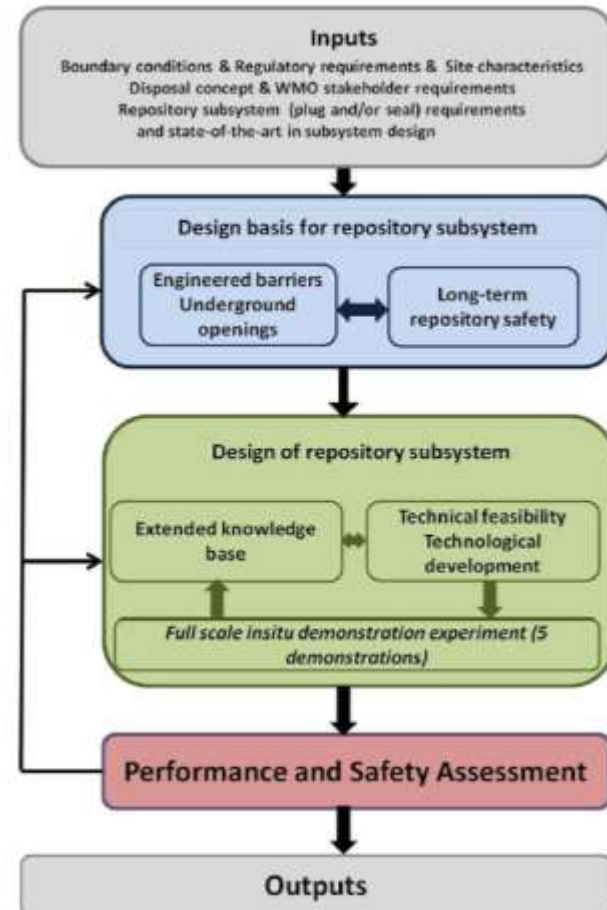 Inputs
Boundary conditions & Regulatory requirements & Site characteristics
Disposal concept & WMO stakeholder requirements
Repository subsystem (plug and/or seal) requirements
and state-of-the-art in subsystem design
Design basis for repository subsystem
Engineered barriers
Underground
openings
Long-term
repository safety
Design of repository subsystem
Extended knowledge
base
Technical feasibility
Technological
development
Full scale insitu demonstration experiment (5
demonstrations)
Performance and Safety Assessment
Outputs